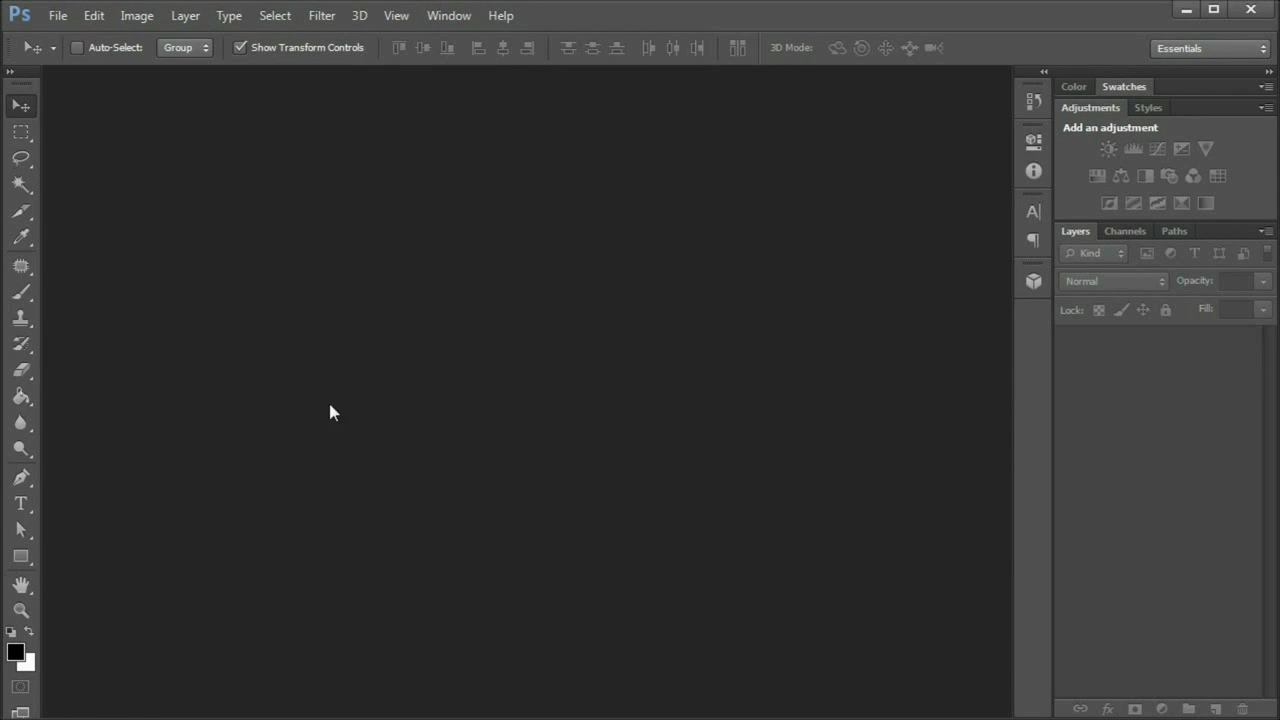 Ps File Edit Image Layer Type Select Filter 3D View Window Help
Auto-Select: Group Show Transform Controls 3D Mode: Essentials
Color Swatches
Adjustments Styles
Add an adjustment
Layers Channels Paths
Kind
Normal Opacity:
Lock: Fill: